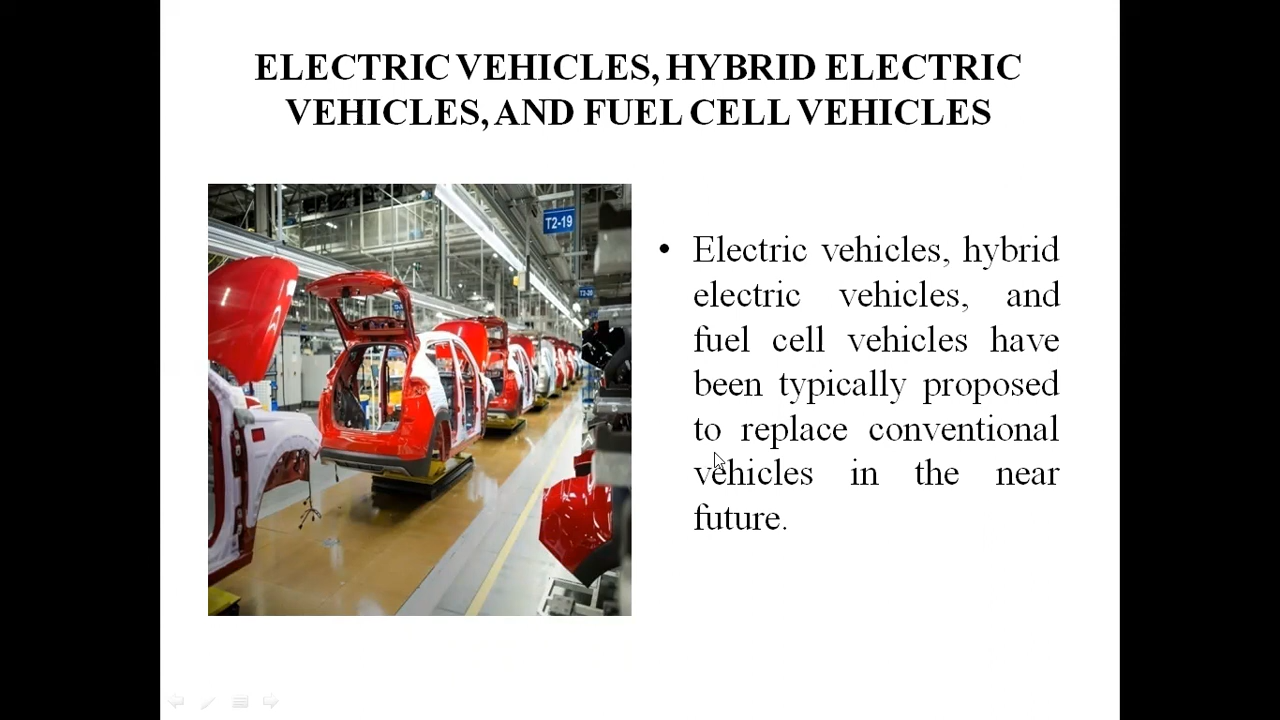 ELECTRIC VEHICLES, HYBRID ELECTRIC
VEHICLES, AND FUEL CELL VEHICLES
T2-19
• Electric vehicles, hybrid
electric vehicles, and
fuel cell vehicles have
been typically proposed
to replace conventional
vehicles in the near
future.